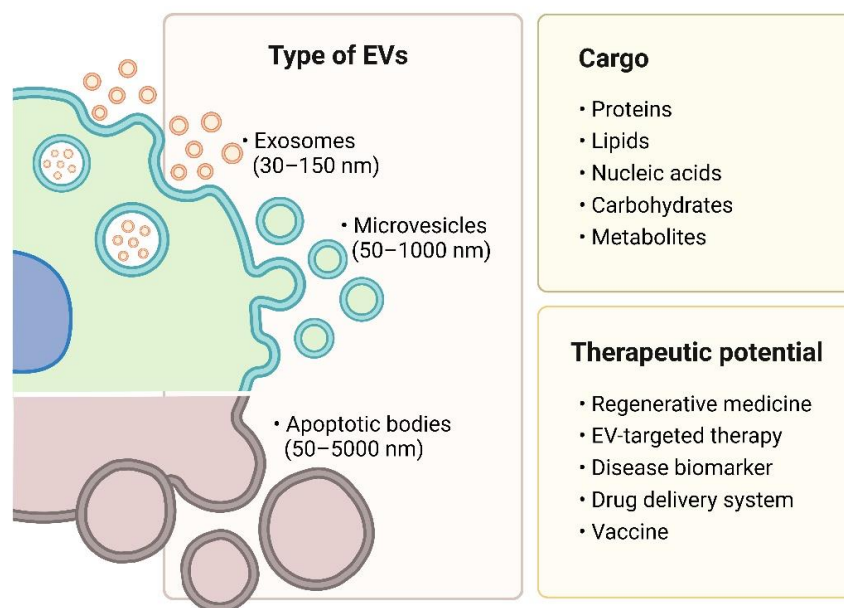 Type of EVs
• Exosomes
(30–150 nm)
• Microvesicles
(50–1000 nm)
• Apoptotic bodies
(50–5000 nm)
Cargo
• Proteins
• Lipids
• Nucleic acids
• Carbohydrates
• Metabolites
Therapeutic potential
• Regenerative medicine
• EV-targeted therapy
• Disease biomarker
• Drug delivery system
• Vaccine